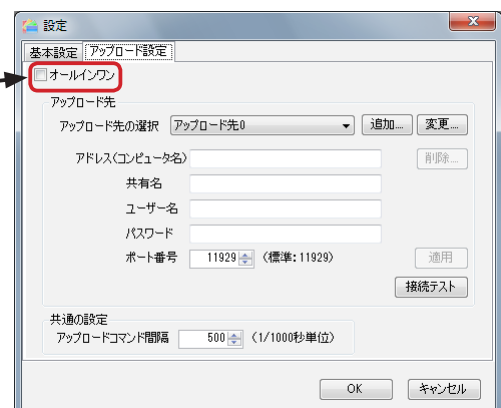 設定
基本設定 アップロード設定
オールインワン
アップロード先
アップロード先の選択 アップロード先0 追加... 変更...
アドレス(コンピュータ名) 削除...
共有名
ユーザー名
パスワード
ポート番号 11929 (標準:11929) 適用
接続テスト
共通の設定
アップロードコマンド間隔 500 (1/1000秒単位)
OK キャンセル